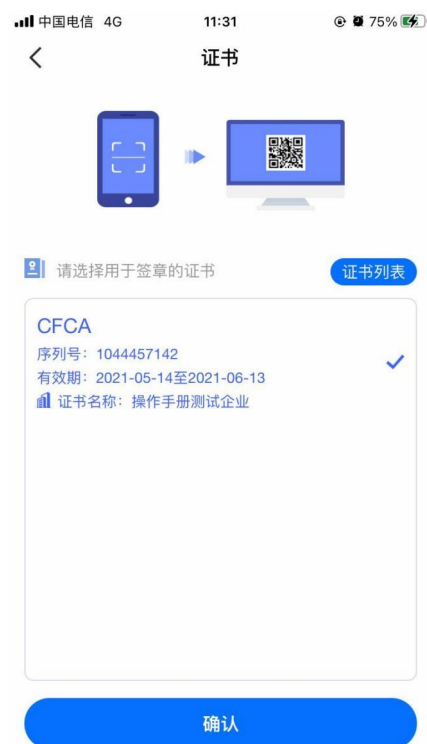 中国电信 4G 11:31 75%
证书
请选择用于签章的证书 证书列表
CFCA
序列号：1044457142
有效期：2021-05-14至2021-06-13
证书名称：操作手册测试企业
确认